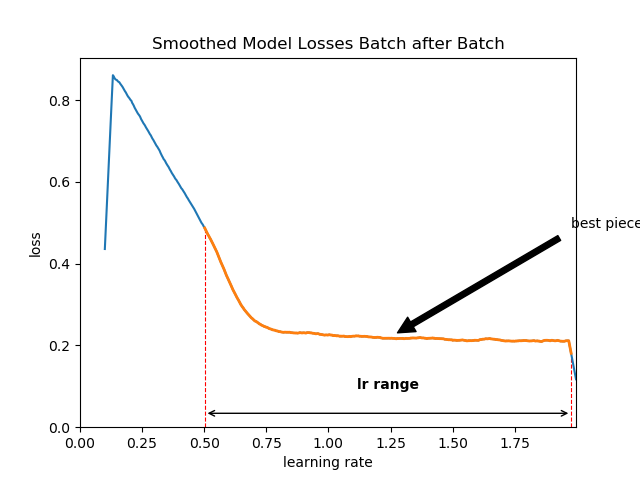 Smoothed Model Losses Batch after Batch
0.8
0.6
best piece
loss
0.4
0.2
lr range
0.0
0.00 0.25 0.50 0.75 1.00 1.25 1.50 1.75
learning rate